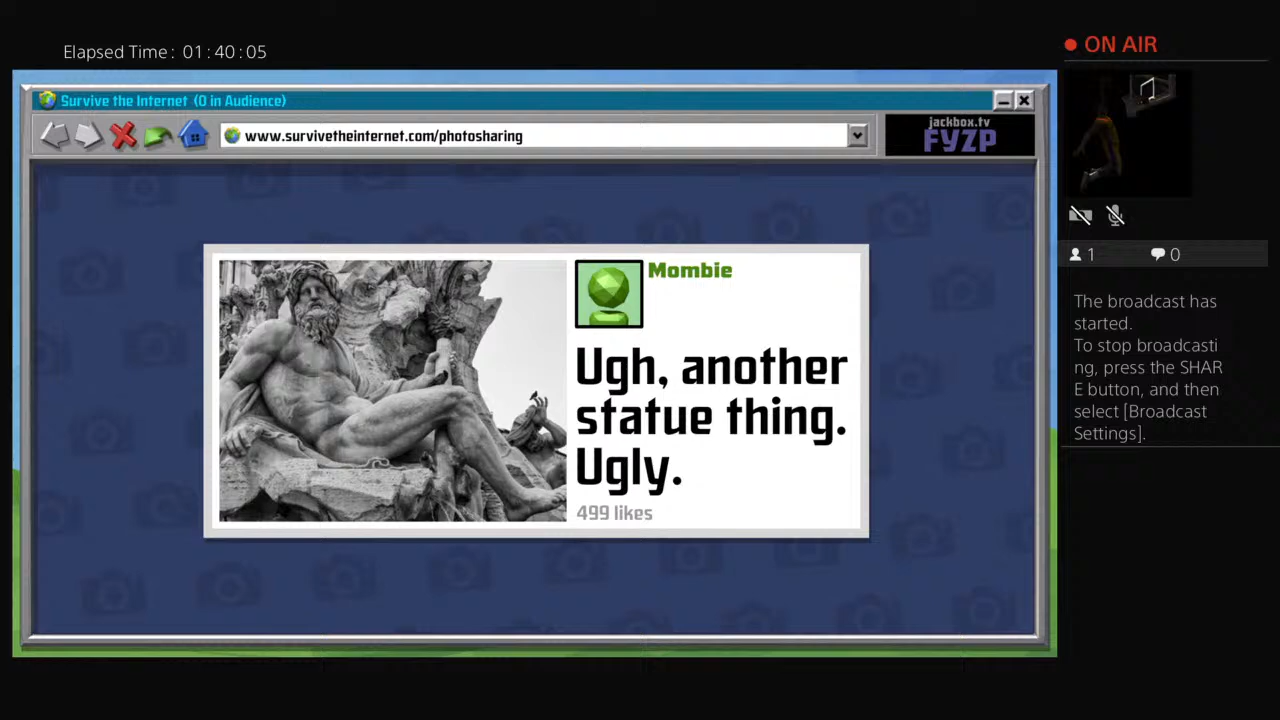 Elapsed Time: 01:40:05
ON AIR
Survive the Internet (0 in Audience)
www.survivetheinternet.com/photosharing
jackbox.tv
FYZP
Mombie
Ugh, another
statue thing.
Ugly.
499 likes
1
0
The broadcast has
started.
To stop broadcasti
ng, press the SHAR
E button, and then
select [Broadcast
Settings].